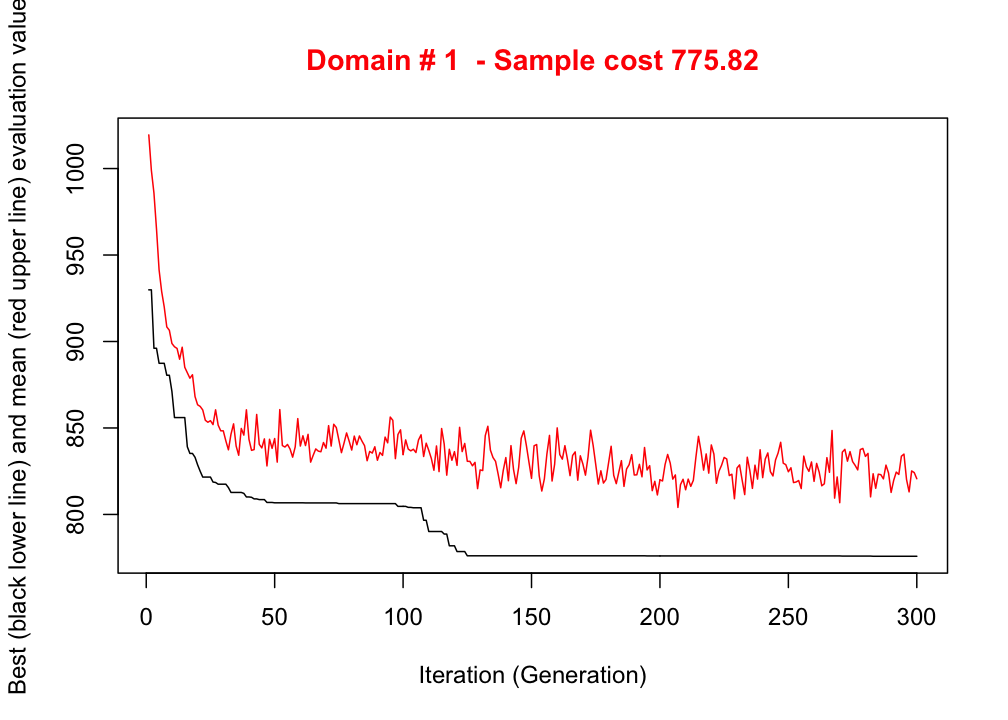 Domain # 1  - Sample cost 775.82
Best (black lower line) and mean (red upper line) evaluation value
1000
950
900
850
800
0 50 100 150 200 250 300
Iteration (Generation)